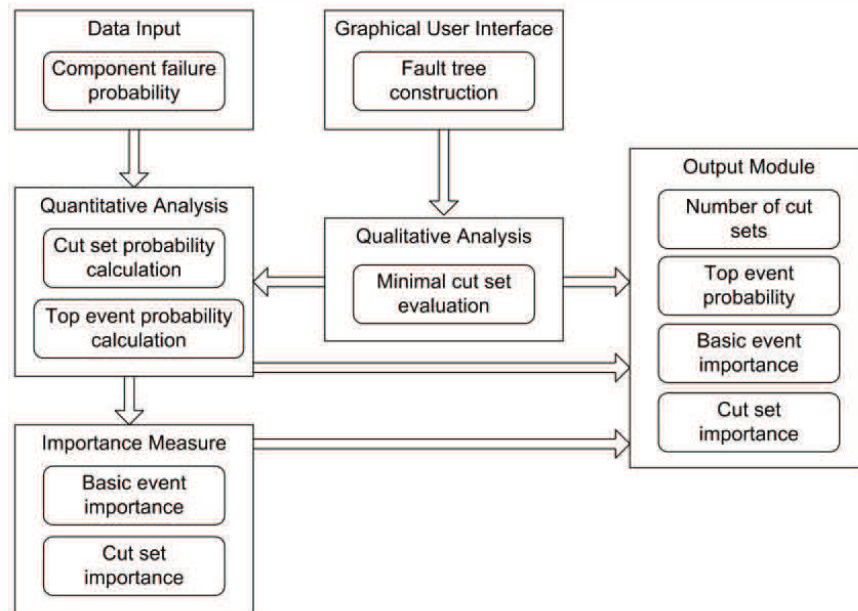 Data Input
Component failure
probability
Graphical User Interface
Fault tree
construction
Quantitative Analysis
Cut set probability
calculation
Top event probability
calculation
Qualitative Analysis
Minimal cut set
evaluation
Output Module
Number of cut
sets
Top event
probability
Basic event
importance
Cut set
importance
Importance Measure
Basic event
importance
Cut set
importance